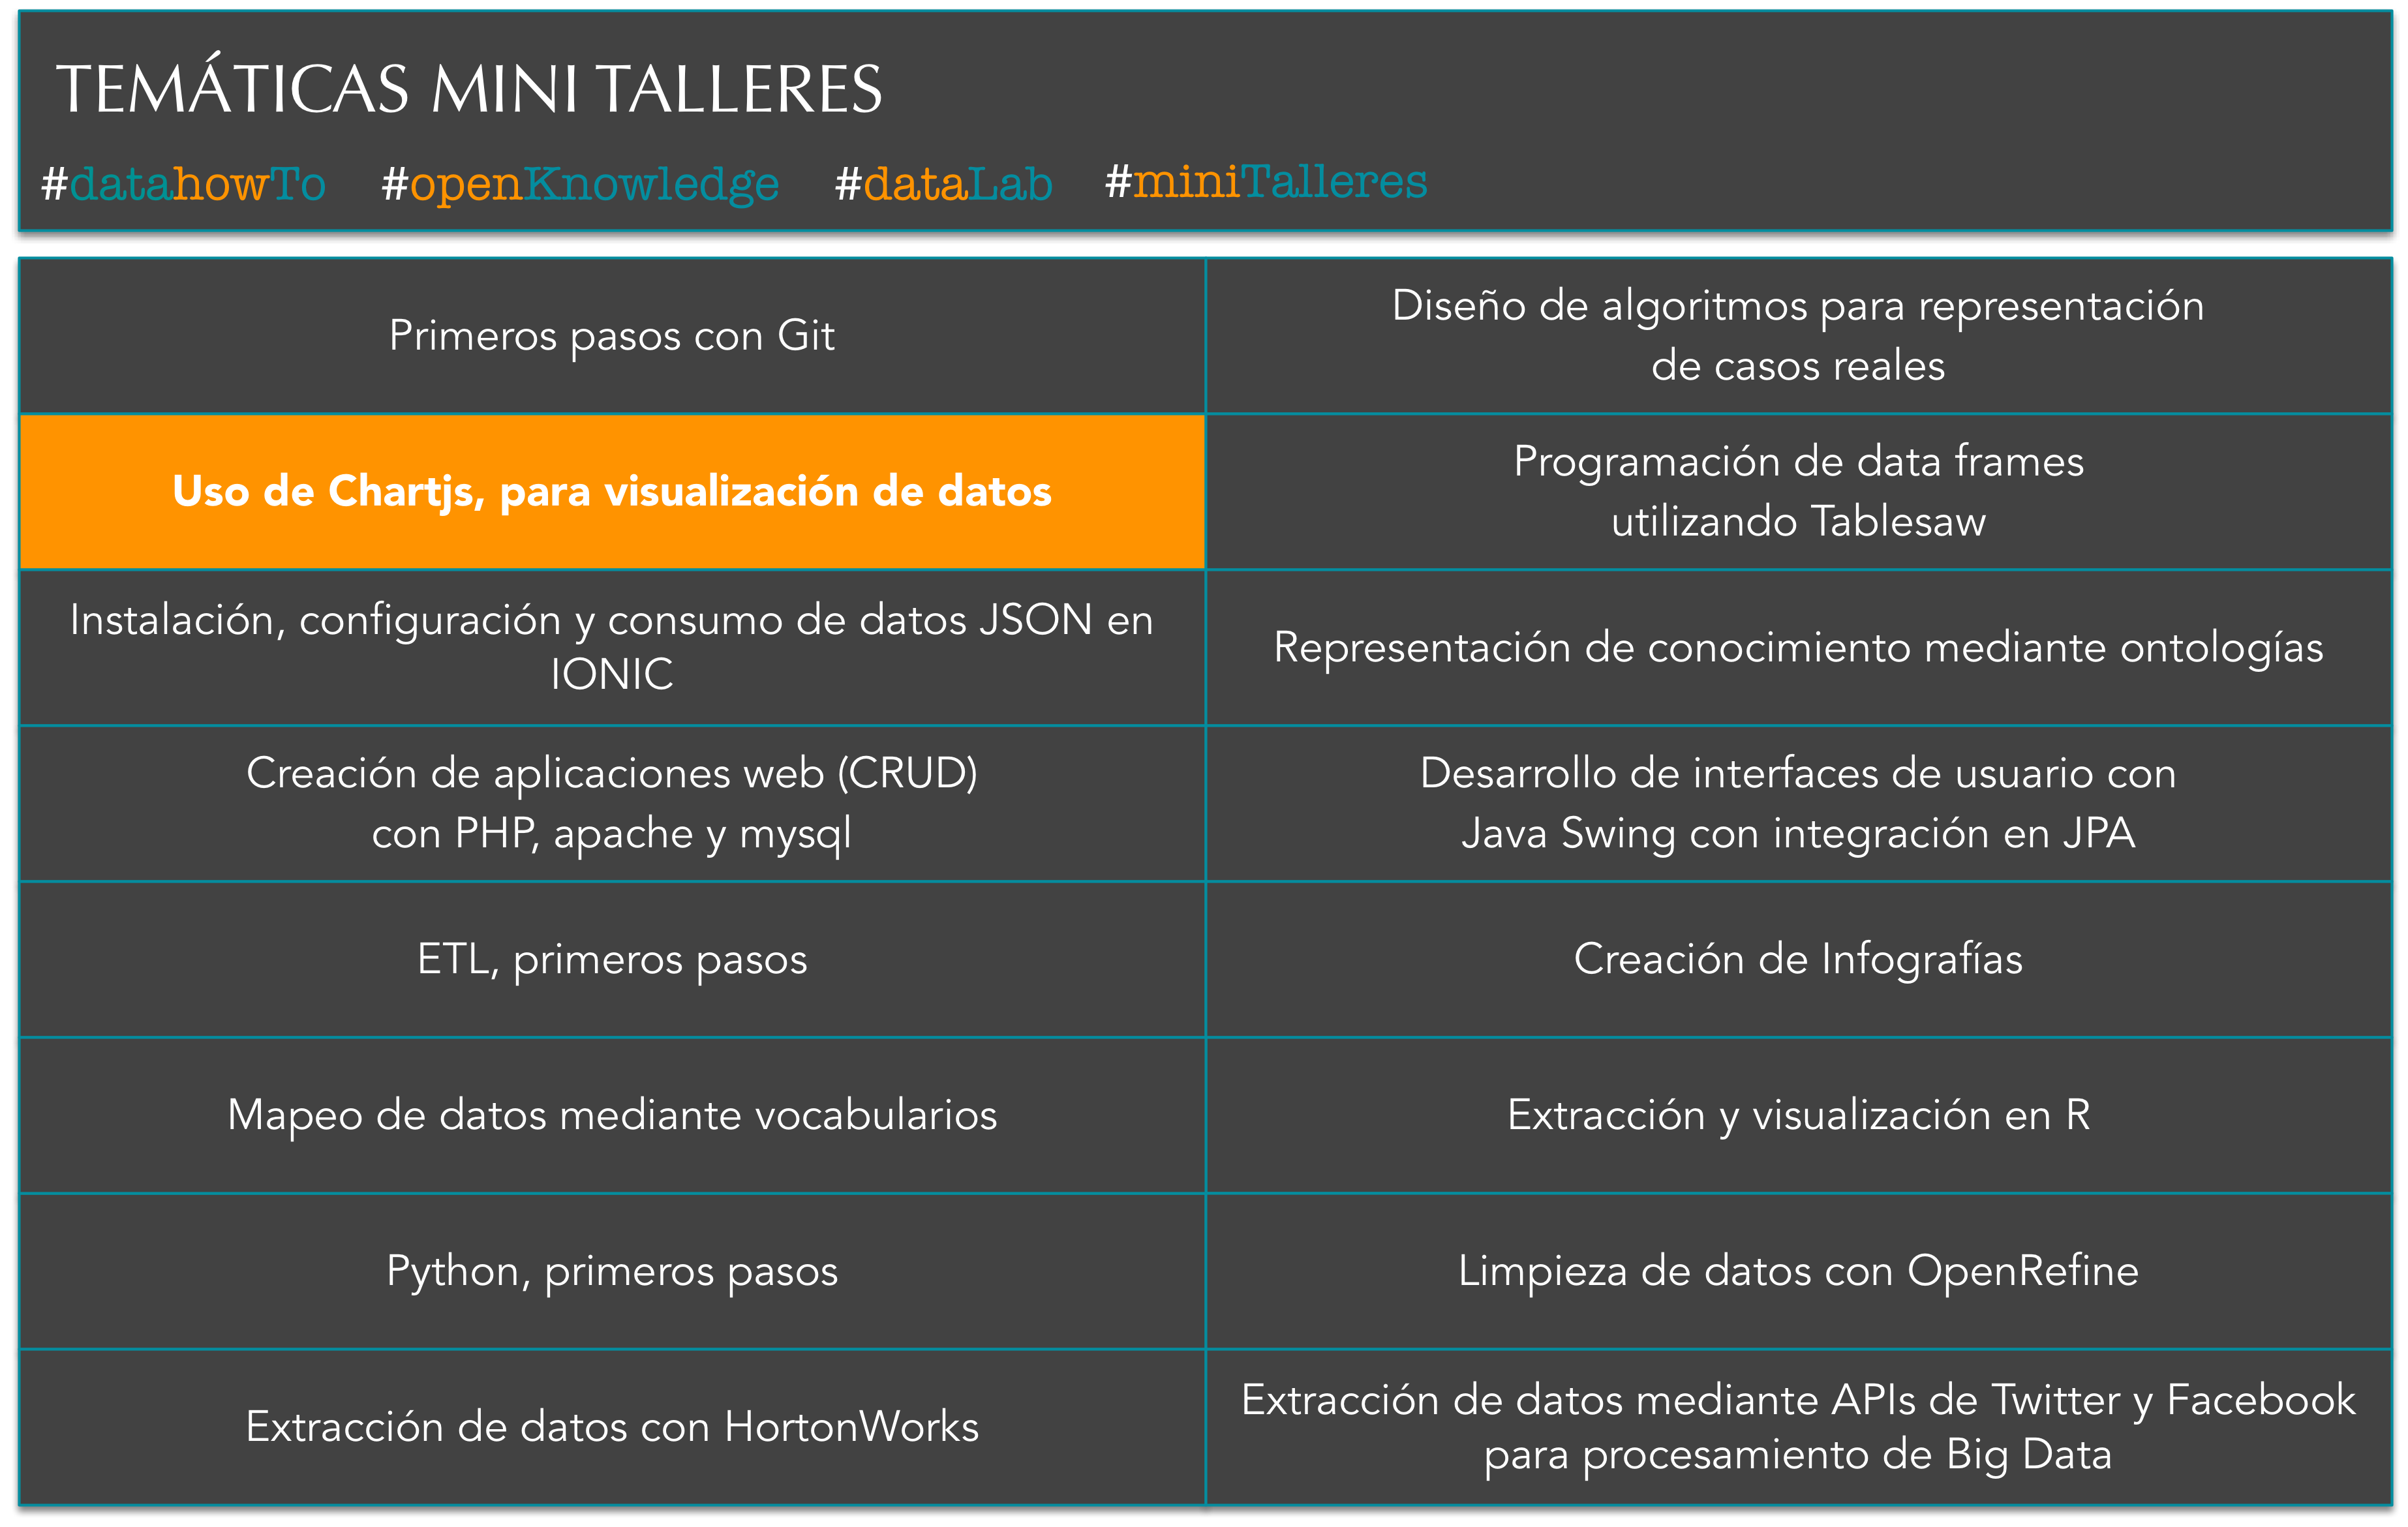 TEMÁTICAS MINI TALLERES
#datahowTo #openKnowledge #dataLab #miniTalleres
Primeros pasos con Git
Diseño de algoritmos para representación
de casos reales
Uso de Chartjs, para visualización de datos
Programación de data frames
utilizando Tablesaw
Instalación, configuración y consumo de datos JSON en
IONIC
Representación de conocimiento mediante ontologías
Creación de aplicaciones web (CRUD)
con PHP, apache y mysql
Desarrollo de interfaces de usuario con
Java Swing con integración en JPA
ETL, primeros pasos
Creación de Infografías
Mapeo de datos mediante vocabularios
Extracción y visualización en R
Python, primeros pasos
Limpieza de datos con OpenRefine
Extracción de datos con HortonWorks
Extracción de datos mediante APIs de Twitter y Facebook
para procesamiento de Big Data